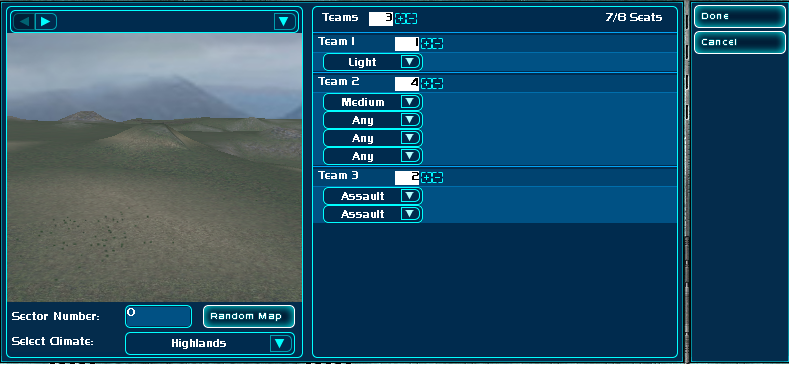 Teams 3 7/8 Seats
Team 1 1
Light
Team 2 4
Medium
Any
Any
Any
Team 3 2
Assault
Assault
Sector Number: 0 Random Map
Select Climate: Highlands
Done
Cancel